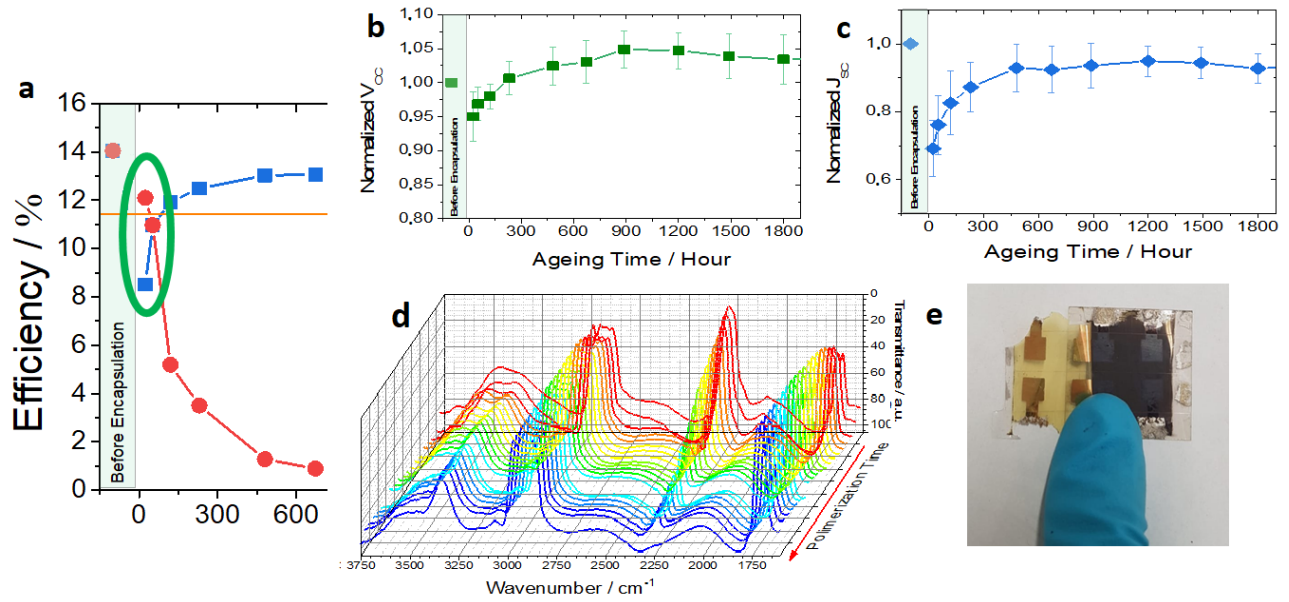 a
16
14
12
10
8
6
4
2
0
Efficiency / %
Before Encapsulation
0 300 600
b
1,05
1,00
0,95
0,90
0,85
0,80
Normalized V_OC
Before Encapsulation
0 300 600 900 1200 1500 1800
Ageing Time / Hour
c
1,0
0,8
0,6
Normalized J_SC
Before Encapsulation
0 300 600 900 1200 1500 1800
Ageing Time / Hour
d
0
20
40
60
80
100
Transmittance / a.u.
Polimerization Time
3750 3500 3250 3000 2750 2500 2250 2000 1750
Wavenumber / cm⁻¹
e